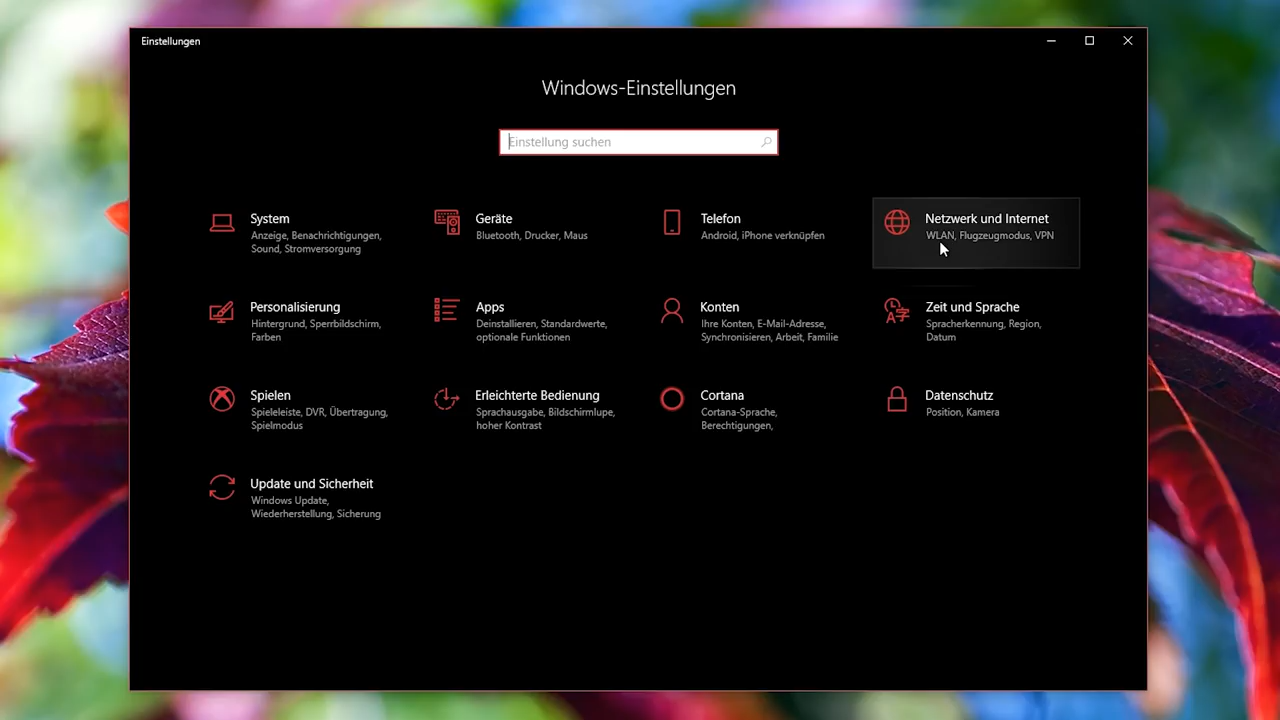 Einstellungen
Windows-Einstellungen
Einstellung suchen
System
Anzeige, Benachrichtigungen,
Sound, Stromversorgung
Geräte
Bluetooth, Drucker, Maus
Telefon
Android, iPhone verknüpfen
Netzwerk und Internet
WLAN, Flugzeugmodus, VPN
Personalisierung
Hintergrund, Sperrbildschirm,
Farben
Apps
Deinstallieren, Standardwerte,
optionale Funktionen
Konten
Ihre Konten, E-Mail-Adresse,
Synchronisieren, Arbeit, Familie
Zeit und Sprache
Spracherkennung, Region,
Datum
Spielen
Spieleleiste, DVR, Übertragung,
Spielmodus
Erleichterte Bedienung
Sprachausgabe, Bildschirmlupe,
hoher Kontrast
Cortana
Cortana-Sprache,
Berechtigungen,
Datenschutz
Position, Kamera
Update und Sicherheit
Windows Update,
Wiederherstellung, Sicherung